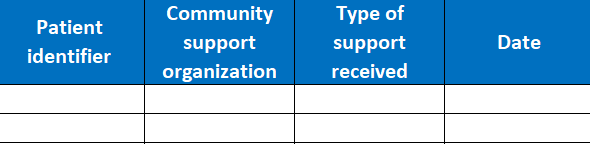 Patient
identifier
Community
support
organization
Type of
support
received
Date